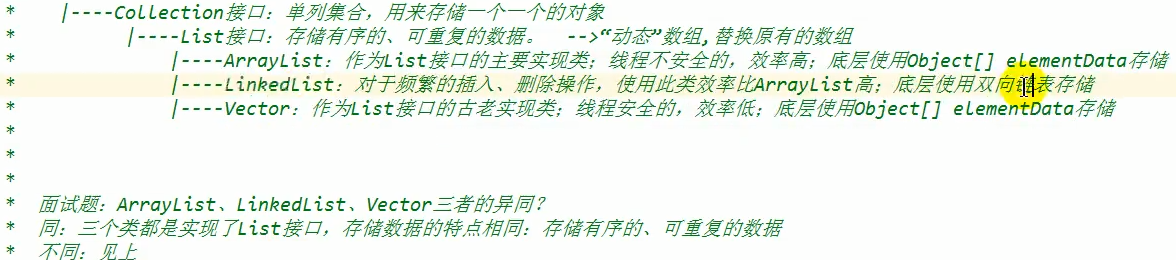 * |----Collection接口：单列集合，用来存储一个一个的对象
* |----List接口：存储有序的、可重复的数据。 -->“动态”数组,替换原有的数组
* |----ArrayList：作为List接口的主要实现类；线程不安全的，效率高；底层使用Object[] elementData存储
* |----LinkedList：对于频繁的插入、删除操作，使用此类效率比ArrayList高；底层使用双向链表存储
* |----Vector：作为List接口的古老实现类；线程安全的，效率低；底层使用Object[] elementData存储
*
*
*
* 面试题：ArrayList、LinkedList、Vector三者的异同？
* 同：三个类都是实现了List接口，存储数据的特点相同：存储有序的、可重复的数据
* 不同：见上